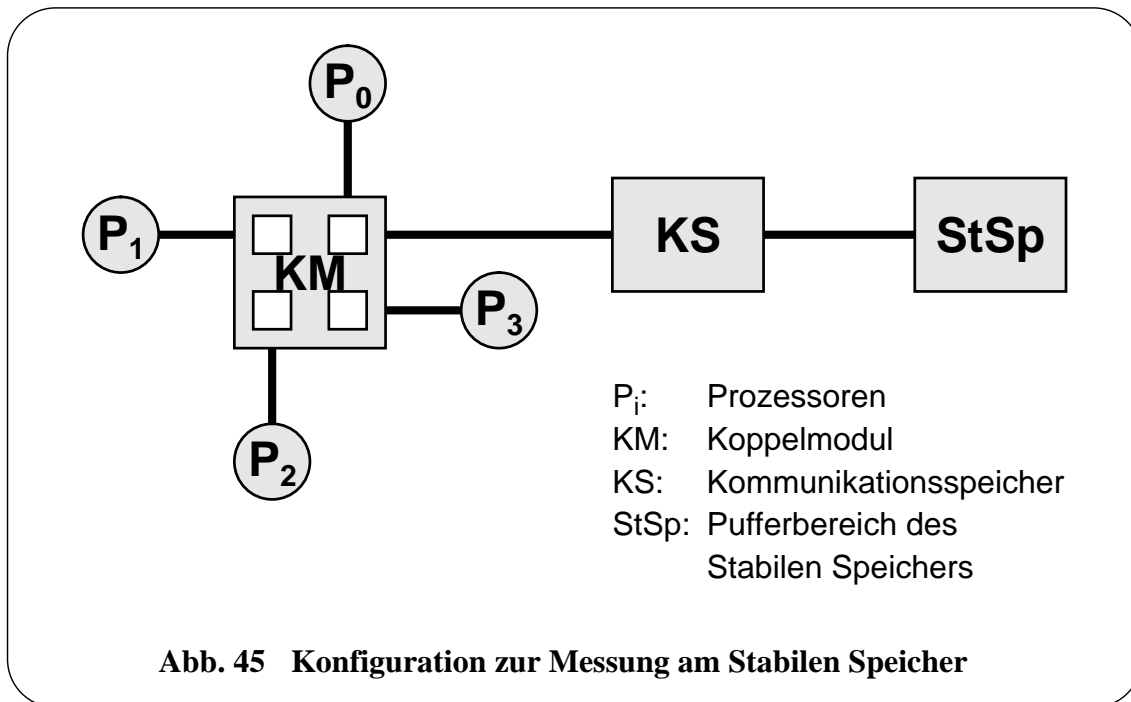 P0
P1
KM
KS
StSp
P3
P2
Pi: Prozessoren
KM: Koppelmodul
KS: Kommunikationsspeicher
StSp: Pufferbereich des
Stabilen Speichers
Abb. 45 Konfiguration zur Messung am Stabilen Speicher